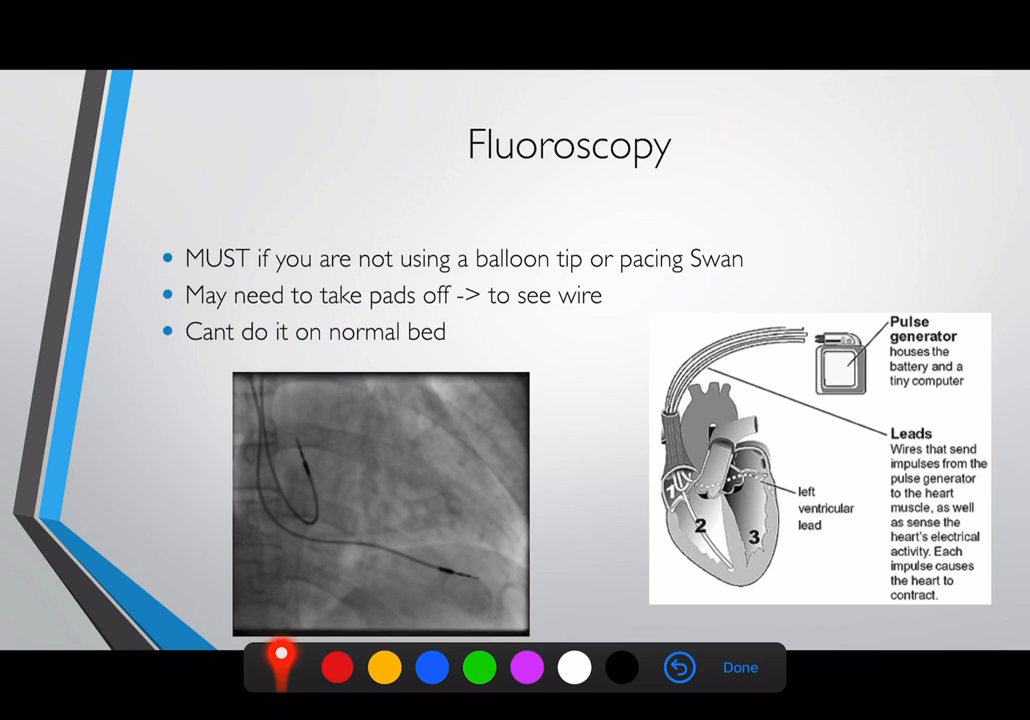 Fluoroscopy
MUST if you are not using a balloon tip or pacing Swan
May need to take pads off -> to see wire
Cant do it on normal bed
Pulse
generator
houses the
battery and a
tiny computer
Leads
Wires that send
impulses from the
pulse generator
to the heart
muscle, as well
as sense the
heart's electrical
activity. Each
impulse causes
the heart to
contract.
left
ventricular
lead
1
2
3
Done